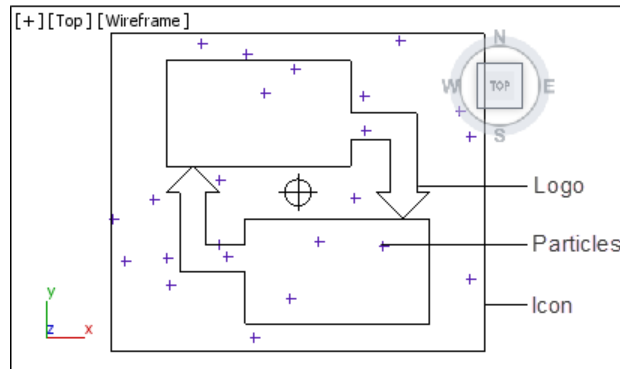 [+][Top][Wireframe]
N
W
TOP
E
S
Logo
Particles
Icon
y
z
x